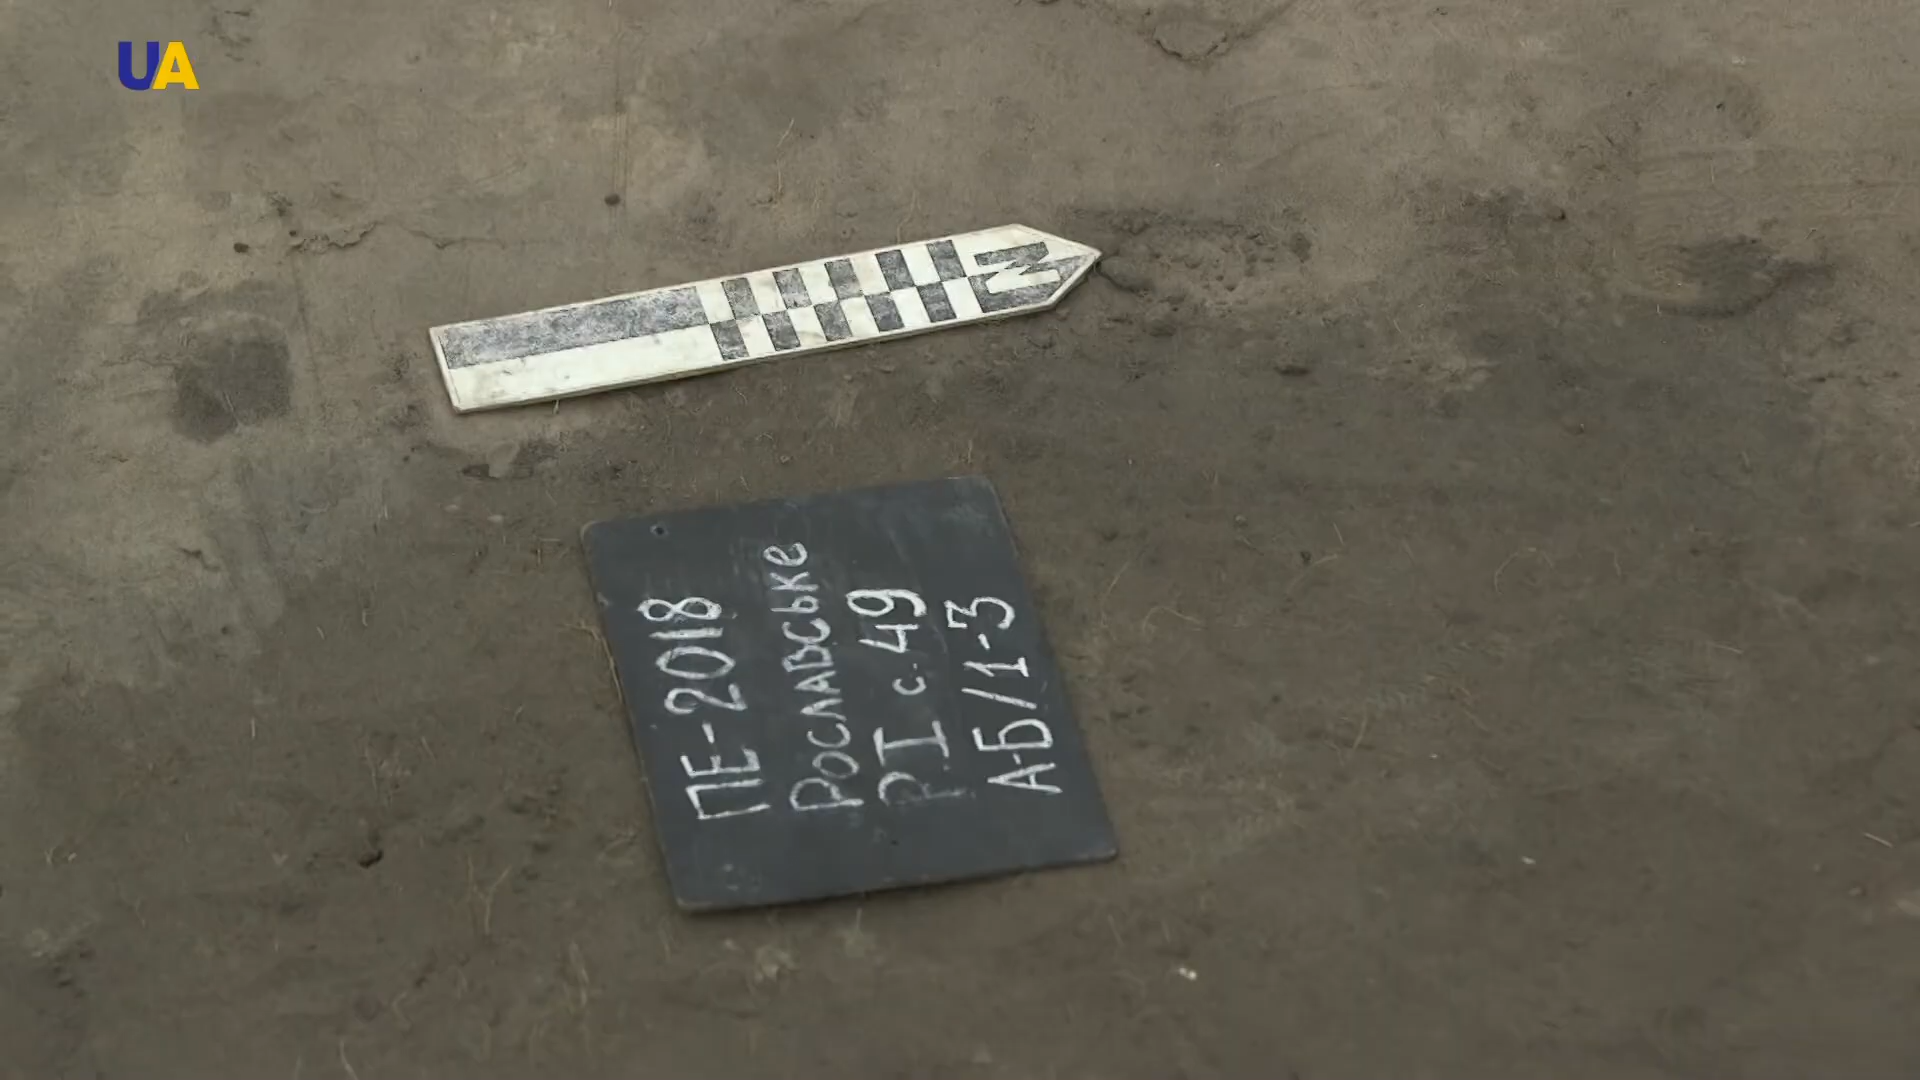 UA
N
ПЕ-2018
Рославське
РІ с. 49
А-Б/1-3